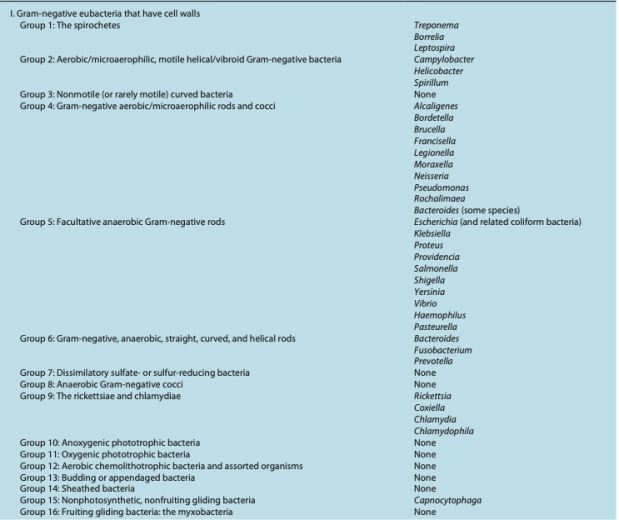 I. Gram-negative eubacteria that have cell walls
Group 1: The spirochetes Treponema
Borrelia
Leptospira
Group 2: Aerobic/microaerophilic, motile helical/vibroid Gram-negative bacteria Campylobacter
Helicobacter
Spirillum
Group 3: Nonmotile (or rarely motile) curved bacteria None
Group 4: Gram-negative aerobic/microaerophilic rods and cocci Alcaligenes
Bordetella
Brucella
Francisella
Legionella
Moraxella
Neisseria
Pseudomonas
Rochalimaea
Bacteroides (some species)
Group 5: Facultative anaerobic Gram-negative rods Escherichia (and related coliform bacteria)
Klebsiella
Proteus
Providencia
Salmonella
Shigella
Yersinia
Vibrio
Haemophilus
Pasteurella
Group 6: Gram-negative, anaerobic, straight, curved, and helical rods Bacteroides
Fusobacterium
Prevotella
Group 7: Dissimilatory sulfate- or sulfur-reducing bacteria None
Group 8: Anaerobic Gram-negative cocci None
Group 9: The rickettsiae and chlamydiae Rickettsia
Coxiella
Chlamydia
Chlamydophila
Group 10: Anoxygenic phototrophic bacteria None
Group 11: Oxygenic phototrophic bacteria None
Group 12: Aerobic chemolithotrophic bacteria and assorted organisms None
Group 13: Budding or appendaged bacteria None
Group 14: Sheathed bacteria None
Group 15: Nonphotosynthetic, nonfruiting gliding bacteria Capnocytophaga
Group 16: Fruiting gliding bacteria: the myxobacteria None